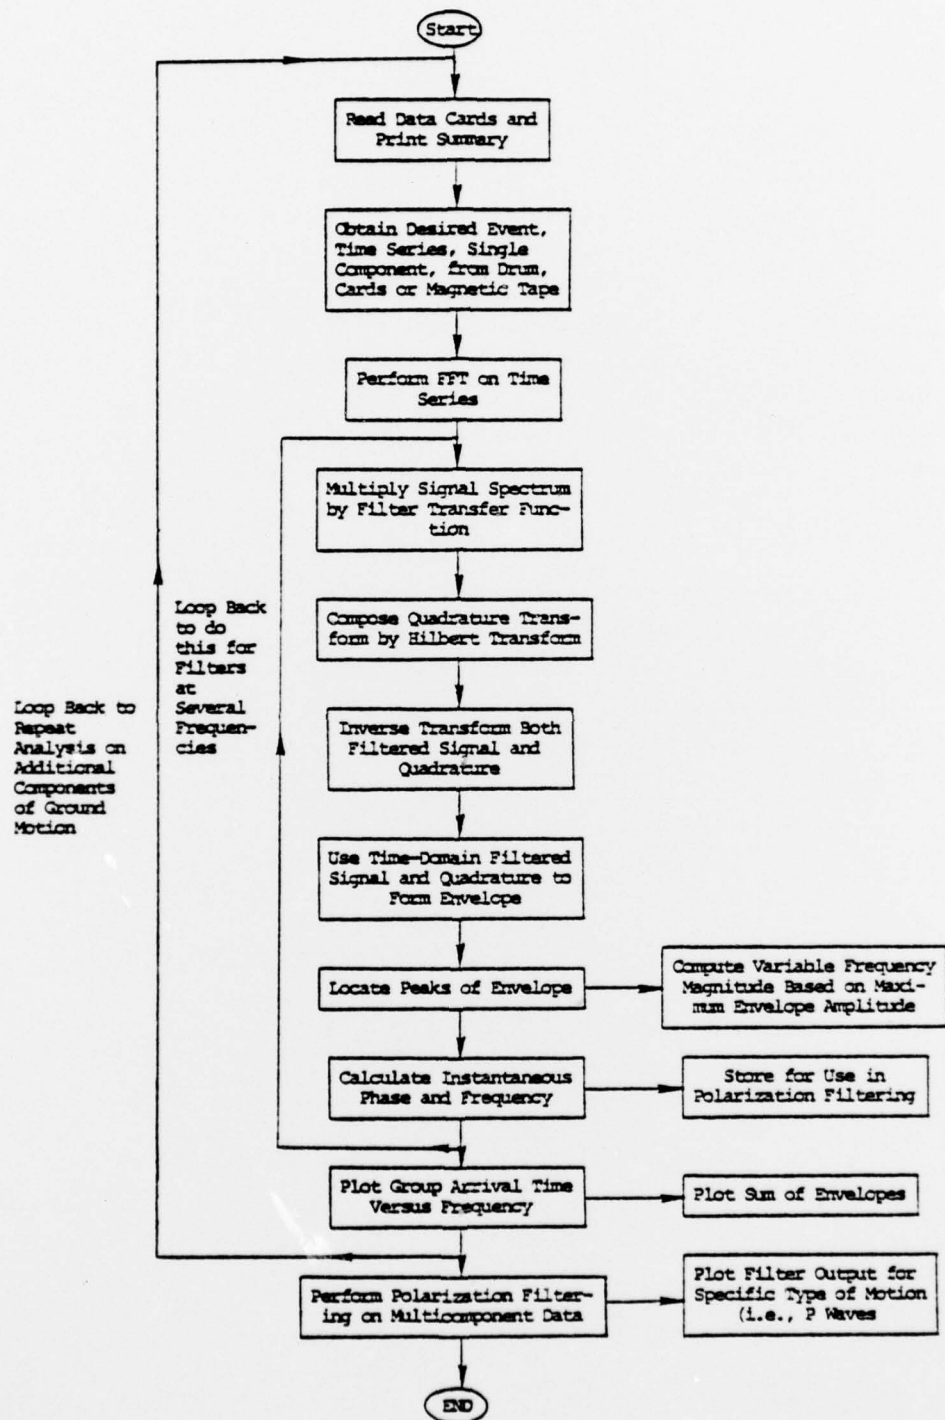 Start
Read Data Cards and
Print Summary
Obtain Desired Event,
Time Series, Single
Component, from Drum,
Cards or Magnetic Tape
Perform FFT on Time
Series
Multiply Signal Spectrum
by Filter Transfer Func-
tion
Loop Back
to do
this for
Filters
at
Several
Frequen-
cies
Compose Quadrature Trans-
form by Hilbert Transform
Loop Back to
Repeat
Analysis on
Additional
Components
of Ground
Motion
Inverse Transform Both
Filtered Signal and
Quadrature
Use Time-Domain Filtered
Signal and Quadrature to
Form Envelope
Locate Peaks of Envelope
Compute Variable Frequency
Magnitude Based on Maxi-
mum Envelope Amplitude
Calculate Instantaneous
Phase and Frequency
Store for Use in
Polarization Filtering
Plot Group Arrival Time
Versus Frequency
Plot Sum of Envelopes
Perform Polarization Filter-
ing on Multicomponent Data
Plot Filter Output for
Specific Type of Motion
(i.e., P Waves
END